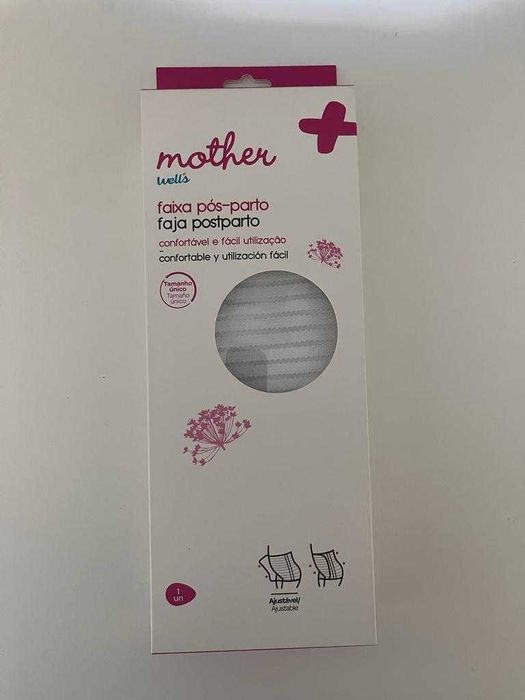 mother
well's
faixa pós-parto
faja postparto
confortável e fácil utilização
confortable y utilización fácil
Tamanho
único
Tamaño
único
1
un
Ajustável/
Ajustable